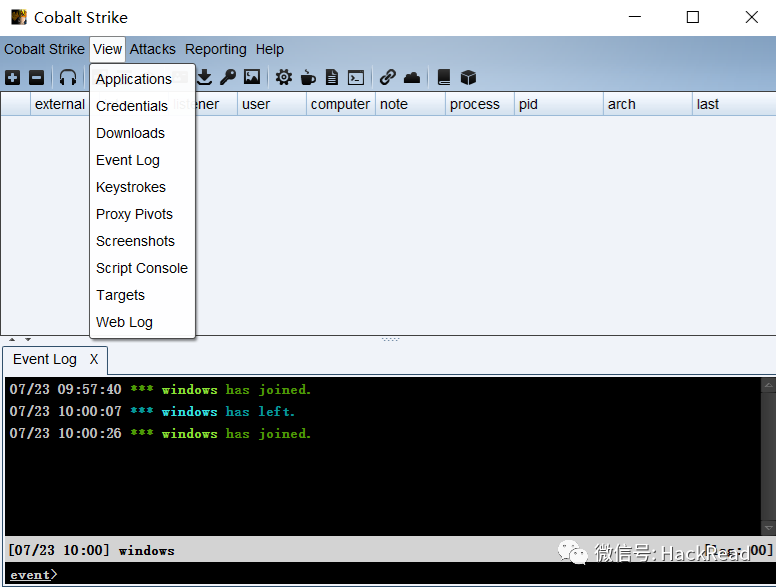 Cobalt Strike
Cobalt Strike View Attacks Reporting Help
external user computer note process pid arch last
Applications
Credentials
Downloads
Event Log
Keystrokes
Proxy Pivots
Screenshots
Script Console
Targets
Web Log
Event Log X
07/23 09:57:40 *** windows has joined.
07/23 10:00:07 *** windows has left.
07/23 10:00:26 *** windows has joined.
[07/23 10:00] windows
微信号: HackRead
event>